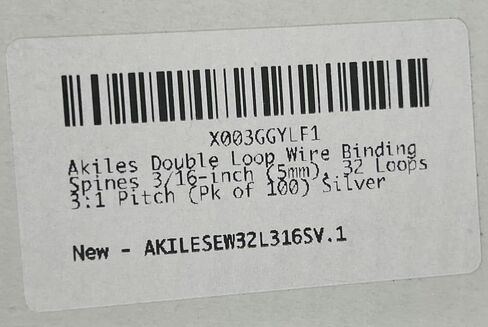 X003GGYLF1
Akiles Double Loop Wire Binding
Spines 3/16-inch (5mm), 32 Loops
3:1 Pitch (Pk of 100) Silver
New - AKILESEW32L316SV.1